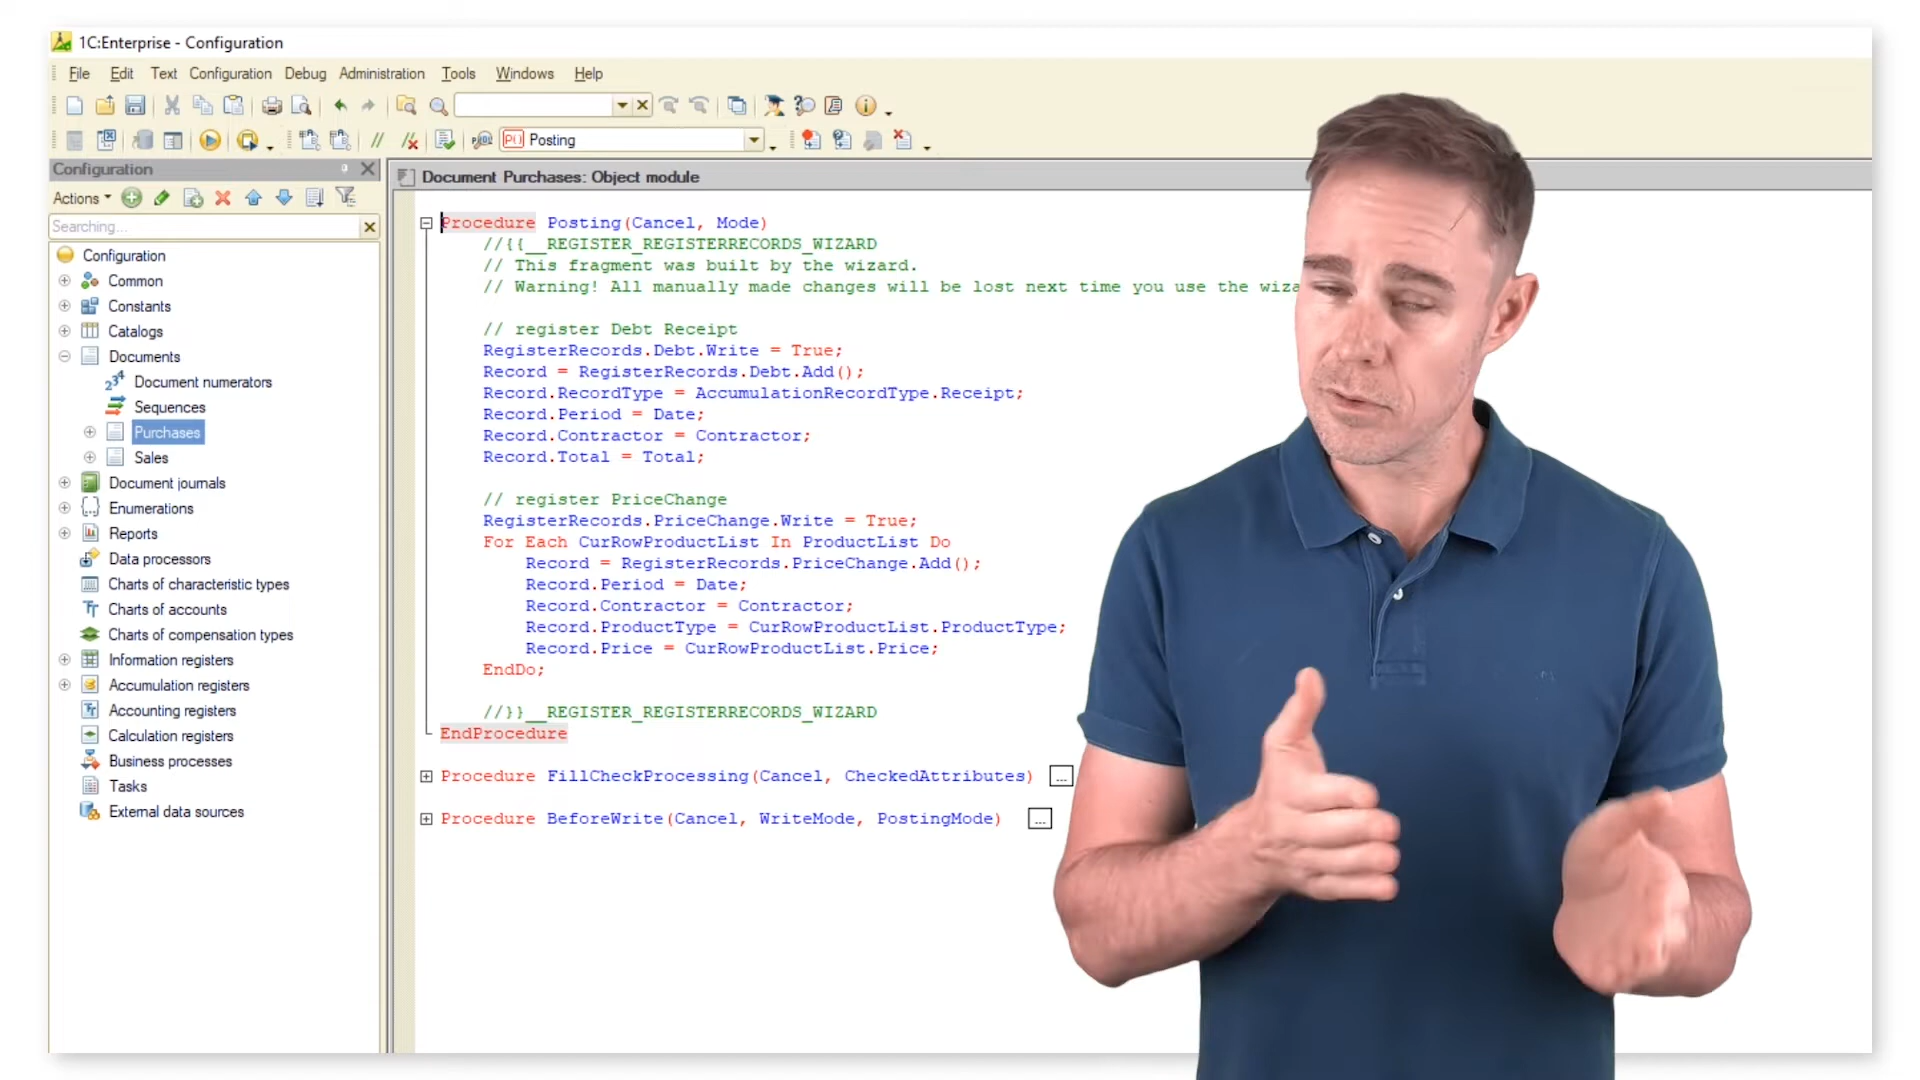 1C:Enterprise - Configuration
File Edit Text Configuration Debug Administration Tools Windows Help
Posting
Configuration
Actions
Searching...
Configuration
Common
Constants
Catalogs
Documents
Document numerators
Sequences
Purchases
Sales
Document journals
Enumerations
Reports
Data processors
Charts of characteristic types
Charts of accounts
Charts of compensation types
Information registers
Accumulation registers
Accounting registers
Calculation registers
Business processes
Tasks
External data sources
Document Purchases: Object module
Procedure Posting(Cancel, Mode)
//{{__REGISTER_REGISTERRECORDS_WIZARD
// This fragment was built by the wizard.
// Warning! All manually made changes will be lost next time you use the wiza
// register Debt Receipt
RegisterRecords.Debt.Write = True;
Record = RegisterRecords.Debt.Add();
Record.RecordType = AccumulationRecordType.Receipt;
Record.Period = Date;
Record.Contractor = Contractor;
Record.Total = Total;
// register PriceChange
RegisterRecords.PriceChange.Write = True;
For Each CurRowProductList In ProductList Do
Record = RegisterRecords.PriceChange.Add();
Record.Period = Date;
Record.Contractor = Contractor;
Record.ProductType = CurRowProductList.ProductType;
Record.Price = CurRowProductList.Price;
EndDo;
//}}__REGISTER_REGISTERRECORDS_WIZARD
EndProcedure
Procedure FillCheckProcessing(Cancel, CheckedAttributes) ...
Procedure BeforeWrite(Cancel, WriteMode, PostingMode) ...